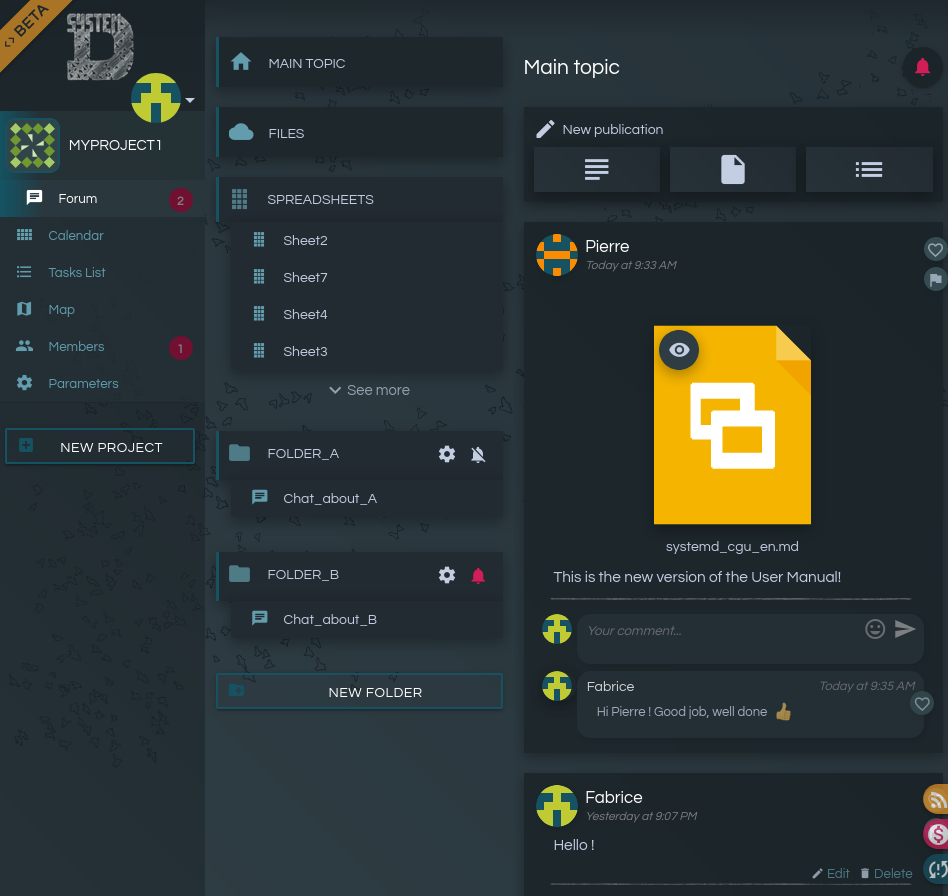 <> BETA
SYSTEM
D
MYPROJECT1
Forum
2
Calendar
Tasks List
Map
Members
1
Parameters
NEW PROJECT
MAIN TOPIC
FILES
SPREADSHEETS
Sheet2
Sheet7
Sheet4
Sheet3
See more
FOLDER_A
Chat_about_A
FOLDER_B
Chat_about_B
NEW FOLDER
Main topic
New publication
Pierre
Today at 9:33 AM
systemd_cgu_en.md
This is the new version of the User Manual!
Your comment...
Fabrice
Today at 9:35 AM
Hi Pierre ! Good job, well done 👍
Fabrice
Yesterday at 9:07 PM
Hello !
Edit
Delete